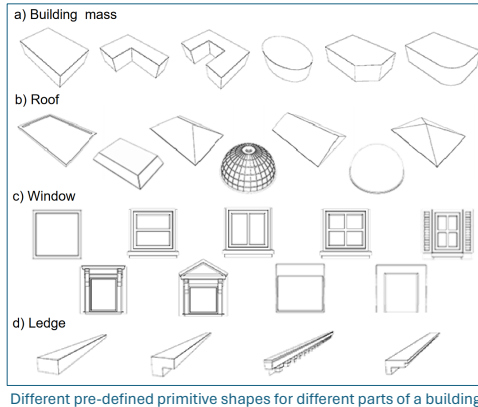 a) Building mass
b) Roof
c) Window
d) Ledge
Different pre-defined primitive shapes for different parts of a building